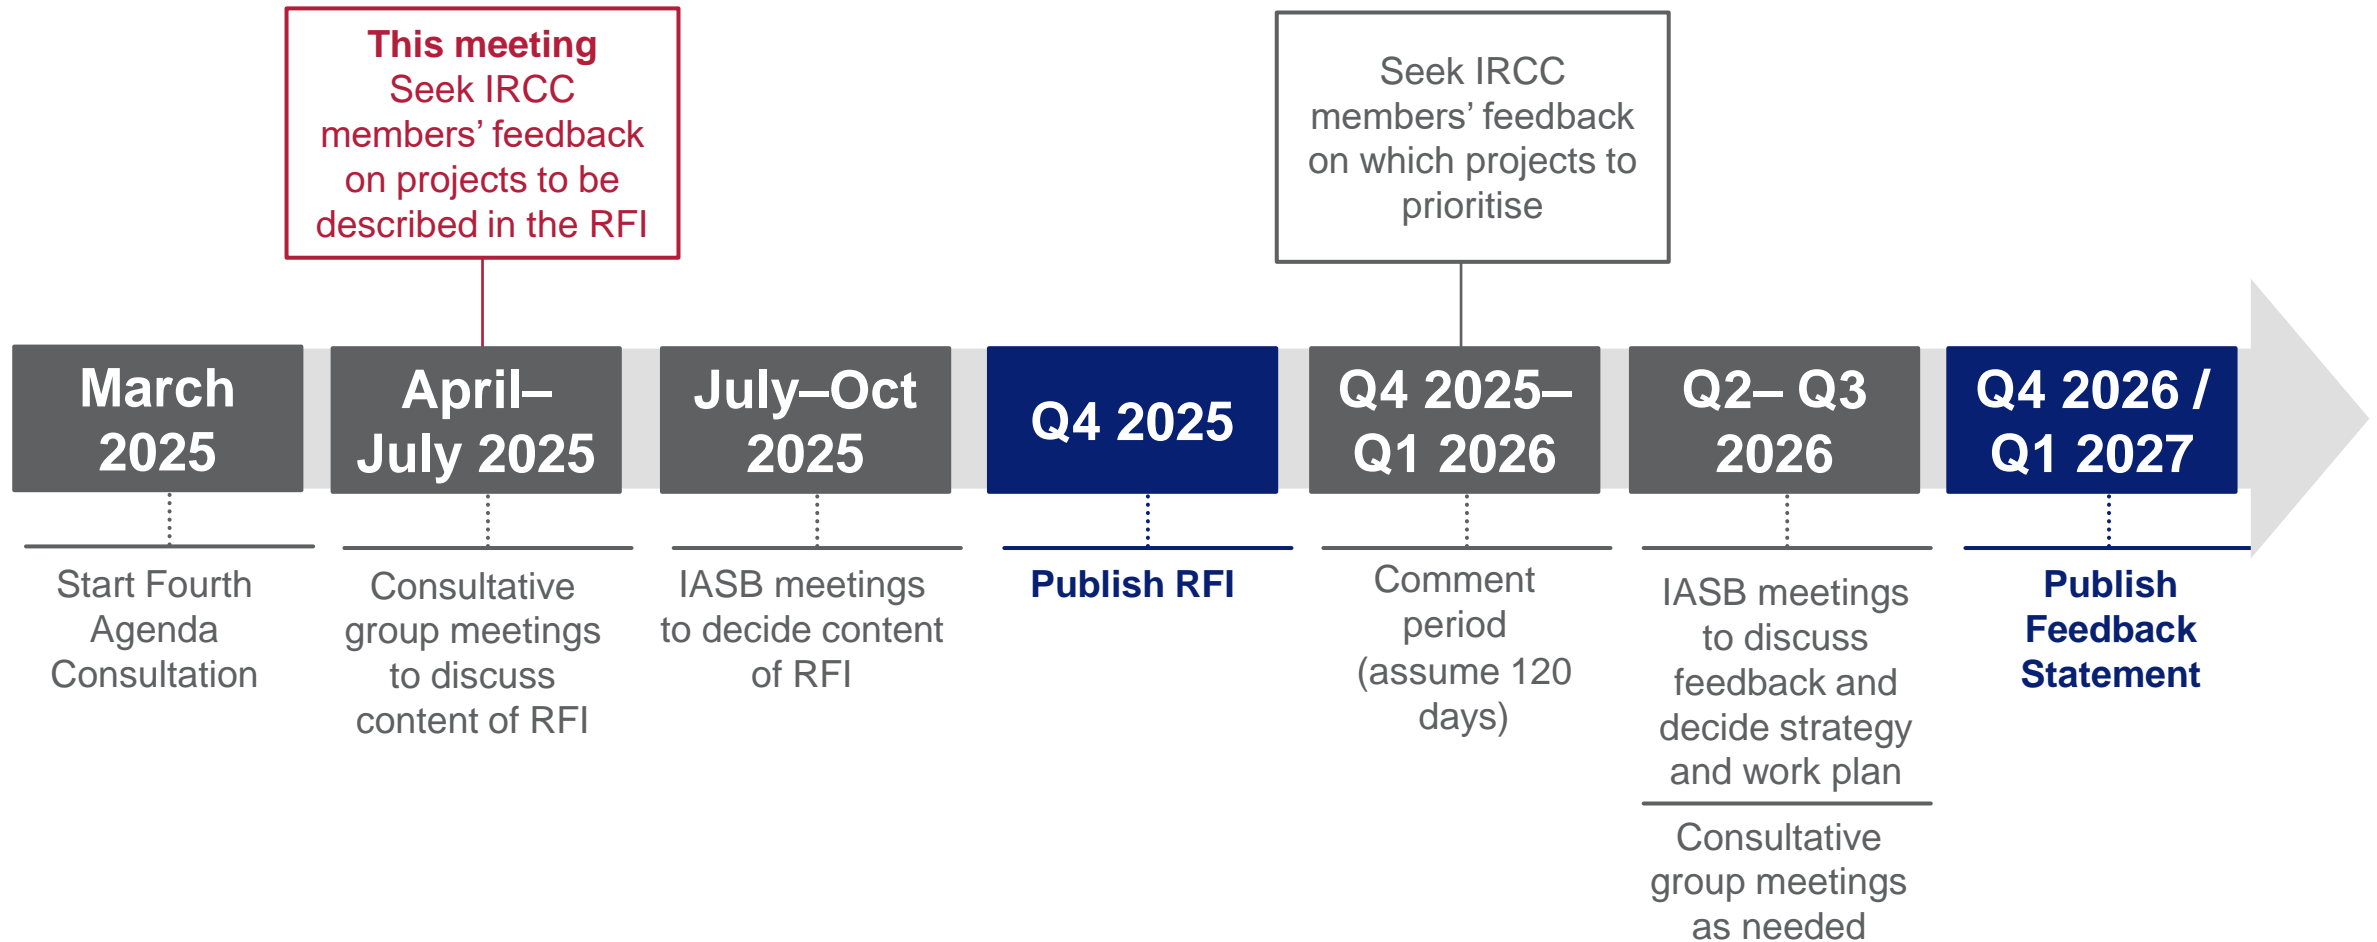 This meeting
Seek IRCC
members’ feedback
on projects to be
described in the RFI
Seek IRCC
members’ feedback
on which projects to
prioritise
March
2025
April–
July 2025
July–Oct
2025
Q4 2025
Q4 2025–
Q1 2026
Q2– Q3
2026
Q4 2026 /
Q1 2027
Start Fourth
Agenda
Consultation
Consultative
group meetings
to discuss
content of RFI
IASB meetings
to decide content
of RFI
Publish RFI
Comment
period
(assume 120
days)
IASB meetings
to discuss
feedback and
decide strategy
and work plan
Consultative
group meetings
as needed
Publish
Feedback
Statement